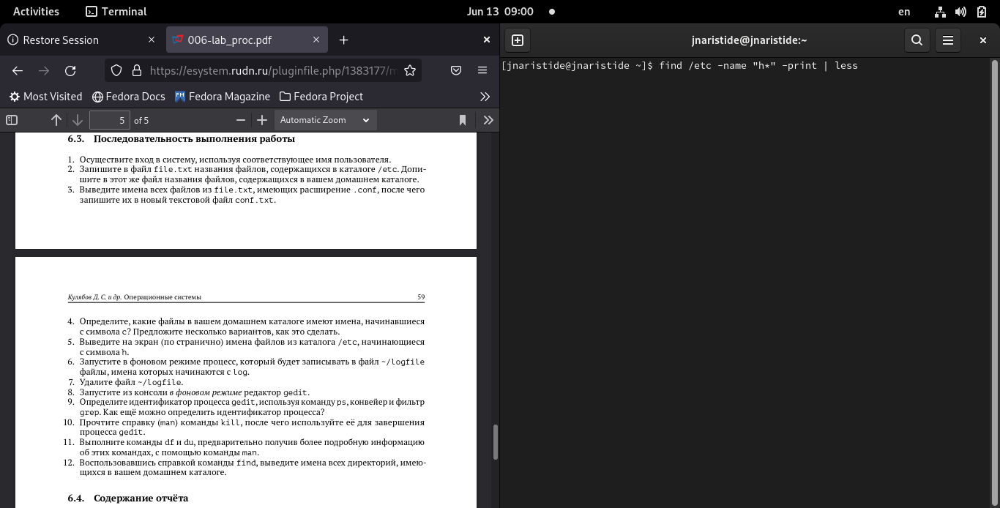 Activities
Terminal
Jun 13 09:00
en
Restore Session
006-lab_proc.pdf
https://esystem.rudn.ru/pluginfile.php/1383177/m
Most Visited
Fedora Docs
Fedora Magazine
Fedora Project
5 of 5
Automatic Zoom
6.3. Последовательность выполнения работы
1. Осуществите вход в систему, используя соответствующее имя пользователя.
2. Запишите в файл file.txt названия файлов, содержащихся в каталоге /etc. Допи-
шите в этот же файл названия файлов, содержащихся в вашем домашнем каталоге.
3. Выведите имена всех файлов из file.txt, имеющих расширение .conf, после чего
запишите их в новый текстовой файл conf.txt.
Кулябов Д. С. и др. Операционные системы 59
4. Определите, какие файлы в вашем домашнем каталоге имеют имена, начинавшиеся
с символа c? Предложите несколько вариантов, как это сделать.
5. Выведите на экран (по странично) имена файлов из каталога /etc, начинающиеся
с символа h.
6. Запустите в фоновом режиме процесс, который будет записывать в файл ~/logfile
файлы, имена которых начинаются с log.
7. Удалите файл ~/logfile.
8. Запустите из консоли в фоновом режиме редактор gedit.
9. Определите идентификатор процесса gedit, используя команду ps, конвейер и фильтр
grep. Как ещё можно определить идентификатор процесса?
10. Прочтите справку (man) команды kill, после чего используйте её для завершения
процесса gedit.
11. Выполните команды df и du, предварительно получив более подробную информацию
об этих командах, с помощью команды man.
12. Воспользовавшись справкой команды find, выведите имена всех директорий, имею-
щихся в вашем домашнем каталоге.
6.4. Содержание отчёта
jnaristide@jnaristide:~
[jnaristide@jnaristide ~]$ find /etc -name "h*" -print | less